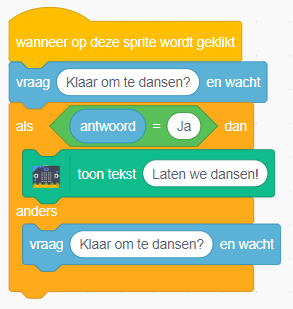 wanneer op deze sprite wordt geklikt
vraag Klaar om te dansen? en wacht
als antwoord = Ja dan
toon tekst Laten we dansen!
anders
vraag Klaar om te dansen? en wacht